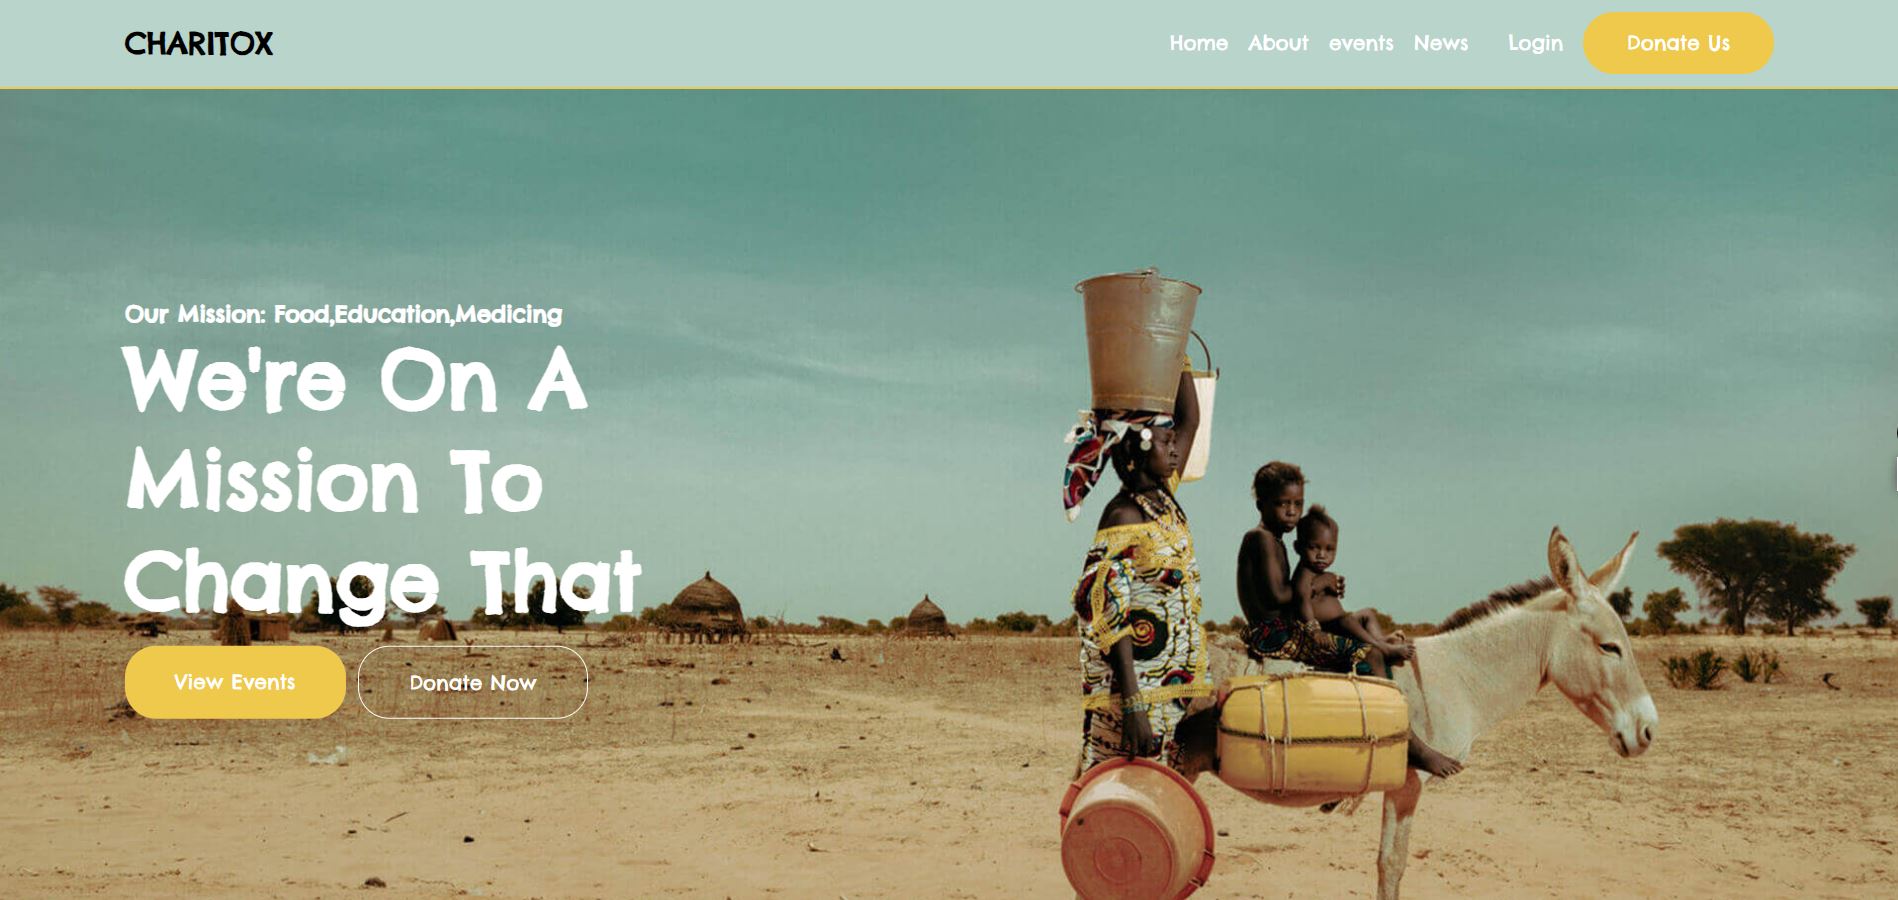 CHARITOX
Home About events News Login Donate Us
Our Mission: Food,Education,Medicing
We're On A
Mission To
Change That
View Events Donate Now